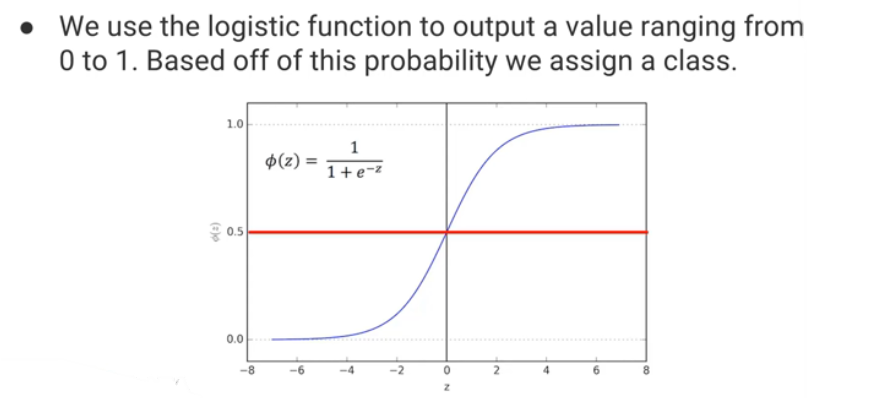 ● We use the logistic function to output a value ranging from
0 to 1. Based off of this probability we assign a class.
1.0
ϕ(z) = 1 / 1 + e^−z
ϕ(z)
0.5
0.0
−8 −6 −4 −2 0 2 4 6 8
z